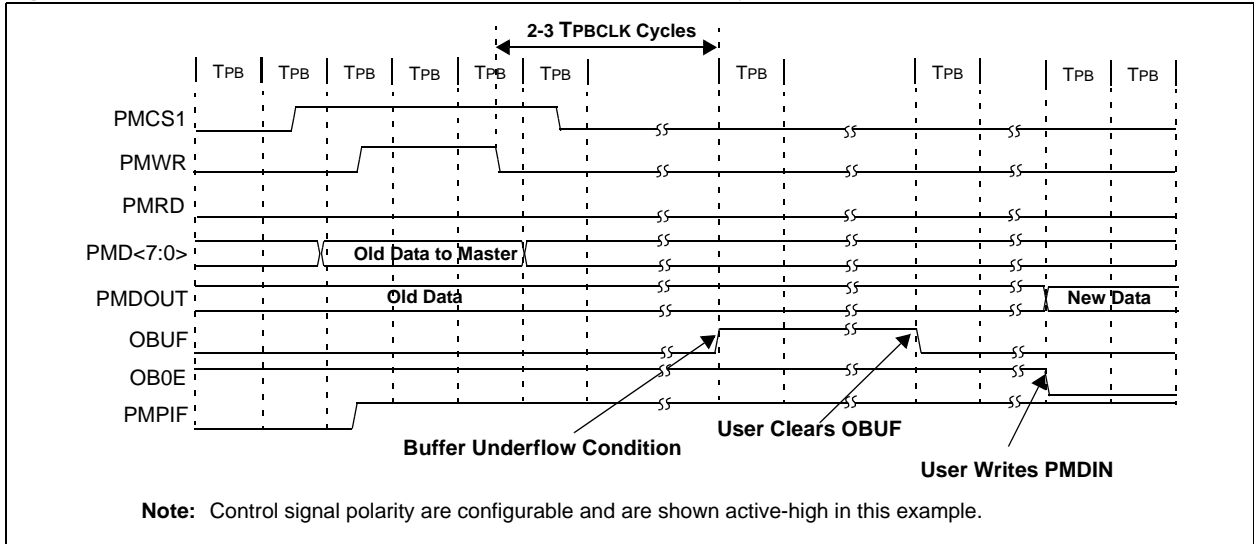 2-3 TPBCLK Cycles
TPB TPB TPB TPB TPB TPB TPB TPB TPB TPB
PMCS1
PMWR
PMRD
PMD<7:0> Old Data to Master
PMDOUT Old Data New Data
OBUF
OB0E
PMPIF
User Clears OBUF
Buffer Underflow Condition
User Writes PMDIN
Note: Control signal polarity are configurable and are shown active-high in this example.